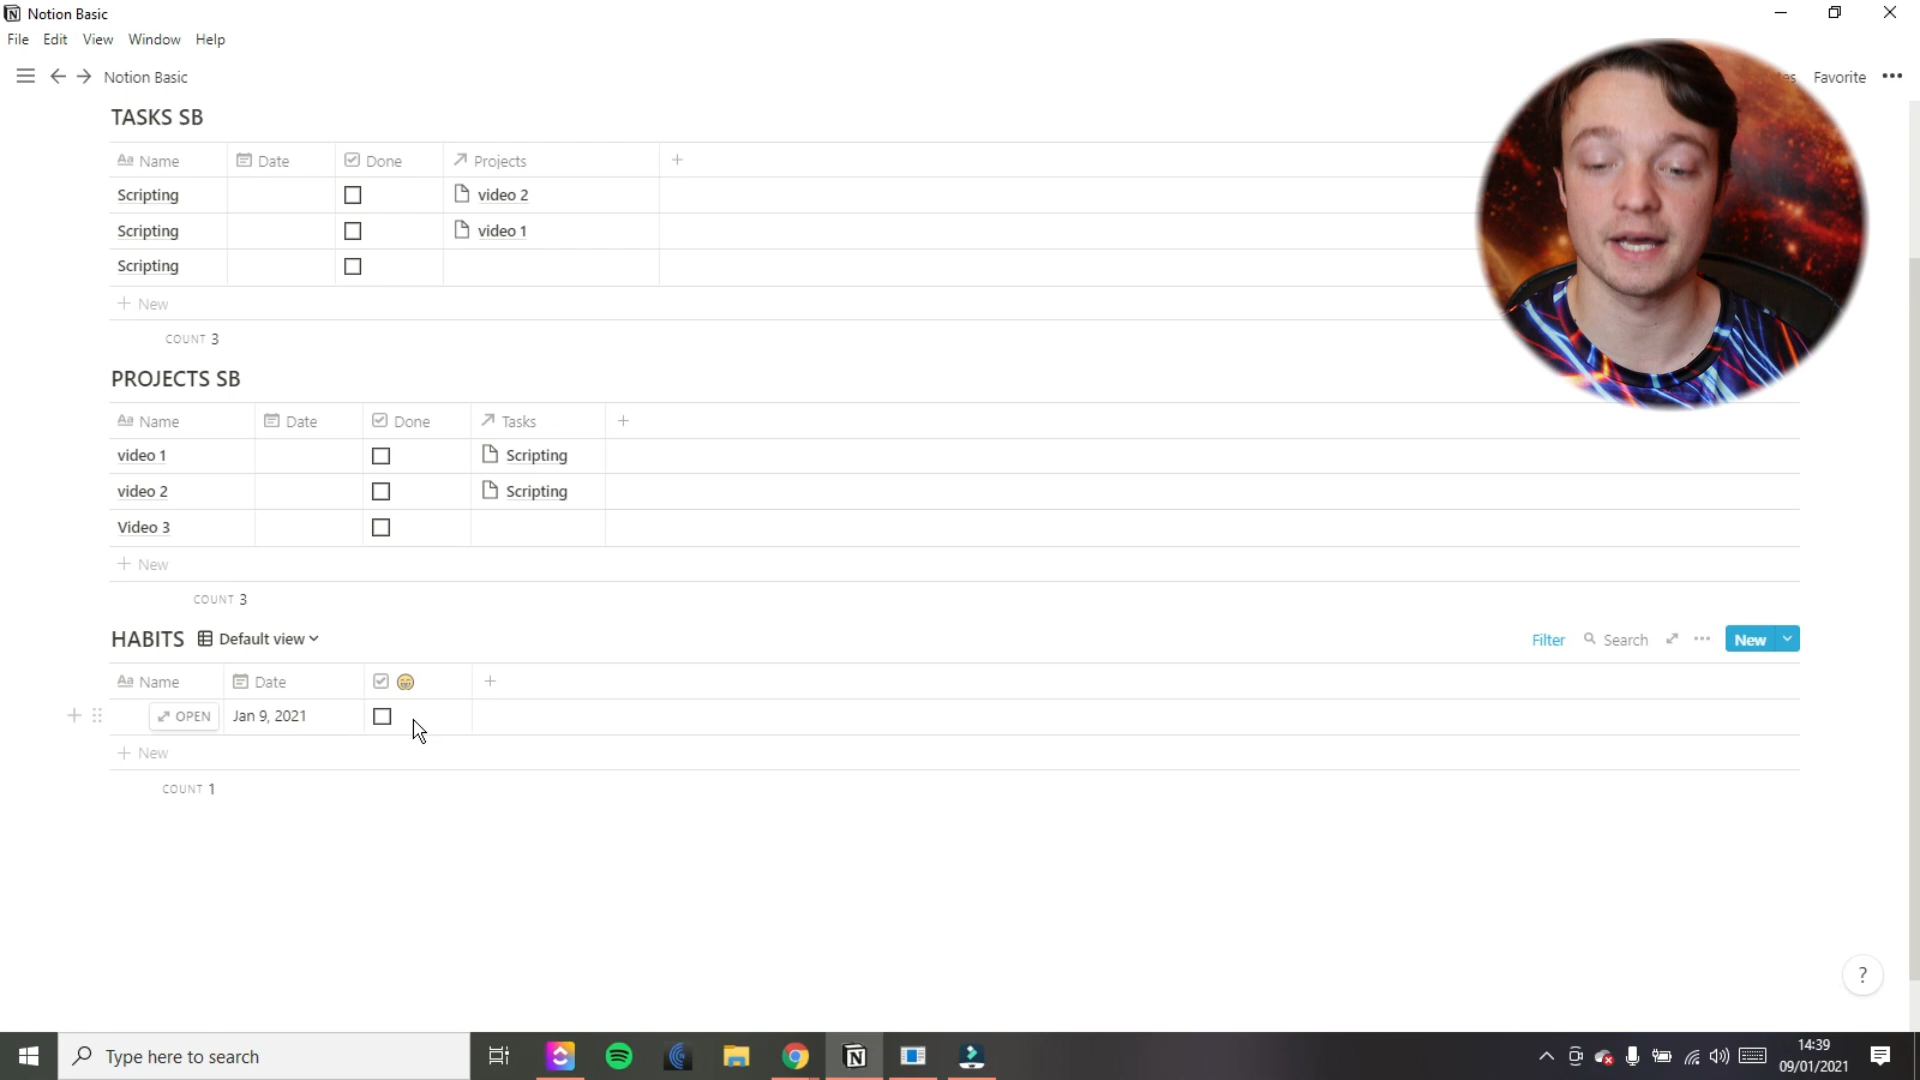 Notion Basic
File Edit View Window Help
Notion Basic Favorite
TASKS SB
Aa Name Date Done Projects
Scripting video 2
Scripting video 1
Scripting
New
COUNT 3
PROJECTS SB
Aa Name Date Done Tasks
video 1 Scripting
video 2 Scripting
Video 3
New
COUNT 3
HABITS Default view Filter Search New
Aa Name Date
OPEN Jan 9, 2021
New
COUNT 1
?
Type here to search 14:39
09/01/2021